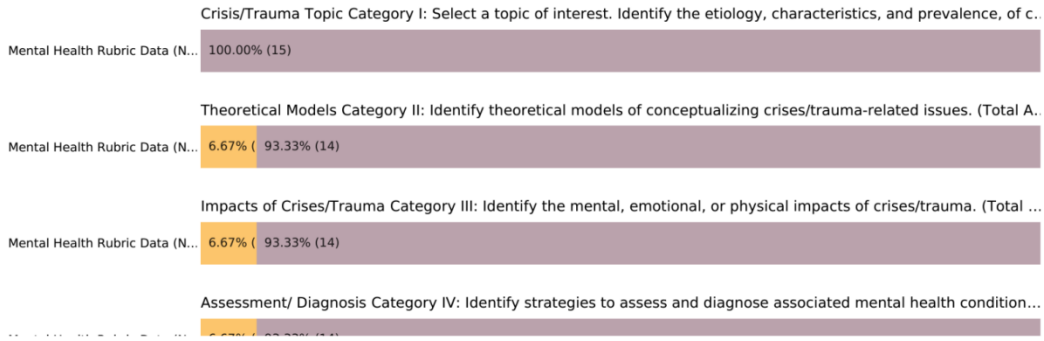 Crisis/Trauma Topic Category I: Select a topic of interest. Identify the etiology, characteristics, and prevalence, of c...
Mental Health Rubric Data (N... 100.00% (15)
Theoretical Models Category II: Identify theoretical models of conceptualizing crises/trauma-related issues. (Total A...
Mental Health Rubric Data (N... 6.67% ( 93.33% (14)
Impacts of Crises/Trauma Category III: Identify the mental, emotional, or physical impacts of crises/trauma. (Total ...
Mental Health Rubric Data (N... 6.67% ( 93.33% (14)
Assessment/ Diagnosis Category IV: Identify strategies to assess and diagnose associated mental health condition...